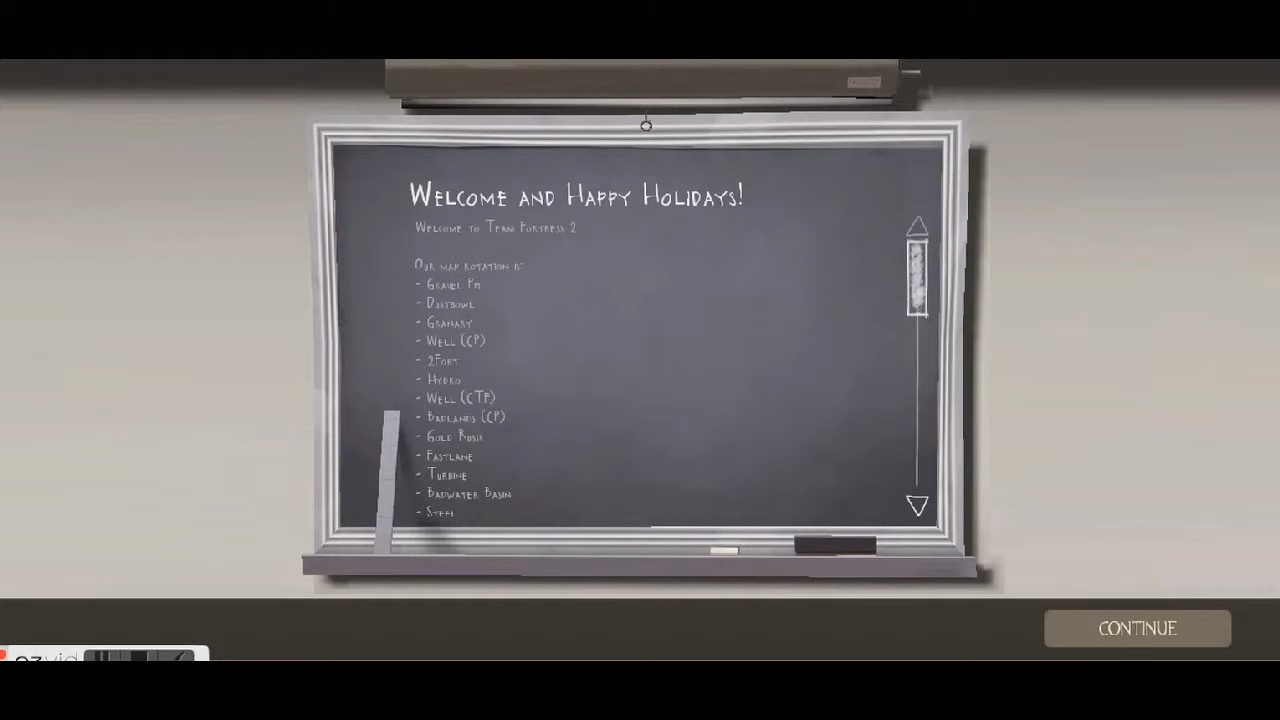 Welcome and Happy Holidays!
Welcome to Team Fortress 2
Our map rotation is:
- Gravel Pit
- Dustbowl
- Granary
- Well (CP)
- 2Fort
- Hydro
- Well (CTF)
- Badlands (CP)
- Gold Rush
- Fastlane
- Turbine
- Badwater Basin
- Steel
CONTINUE